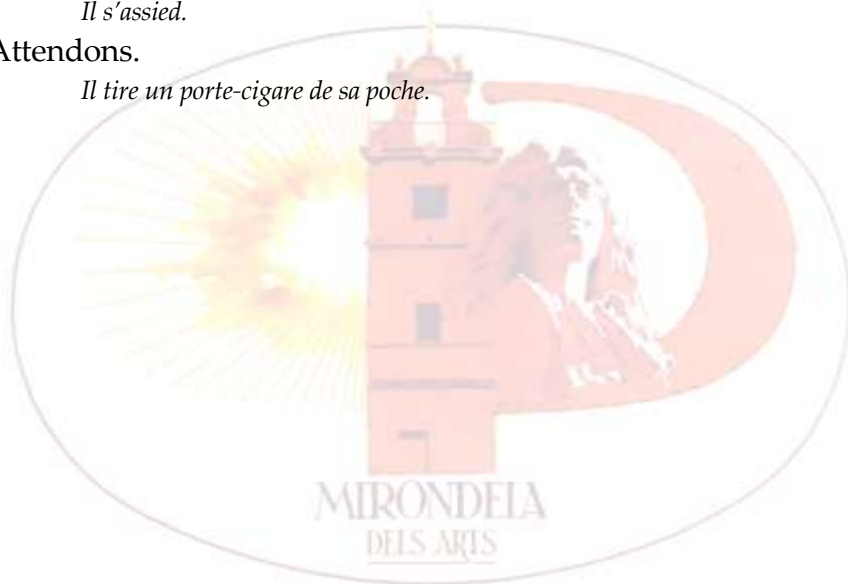 Il s’assied.
Attendons.
Il tire un porte-cigare de sa poche.
MIRONDELA
DELS ARTS